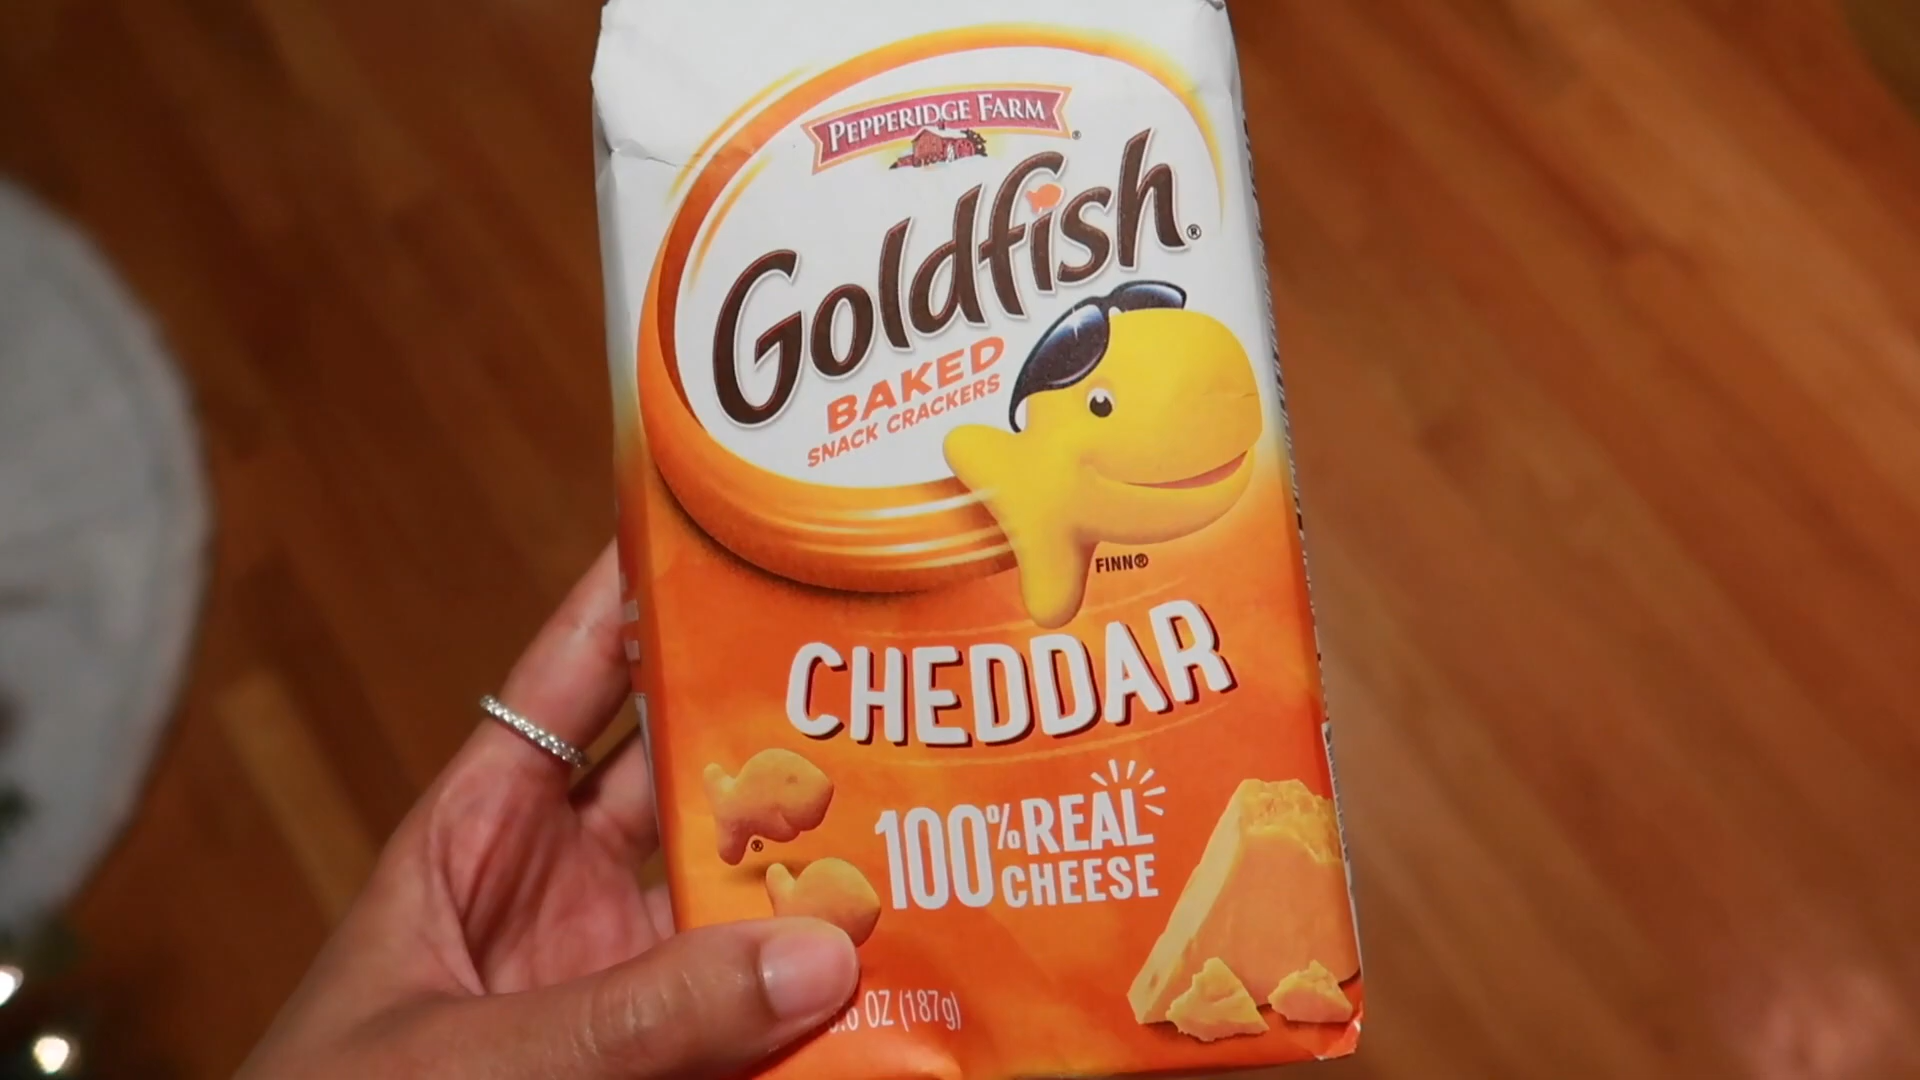 PEPPERIDGE FARM®
Goldfish®
BAKED
SNACK CRACKERS
FINN®
CHEDDAR
100% REAL
CHEESE
®
OZ (187g)